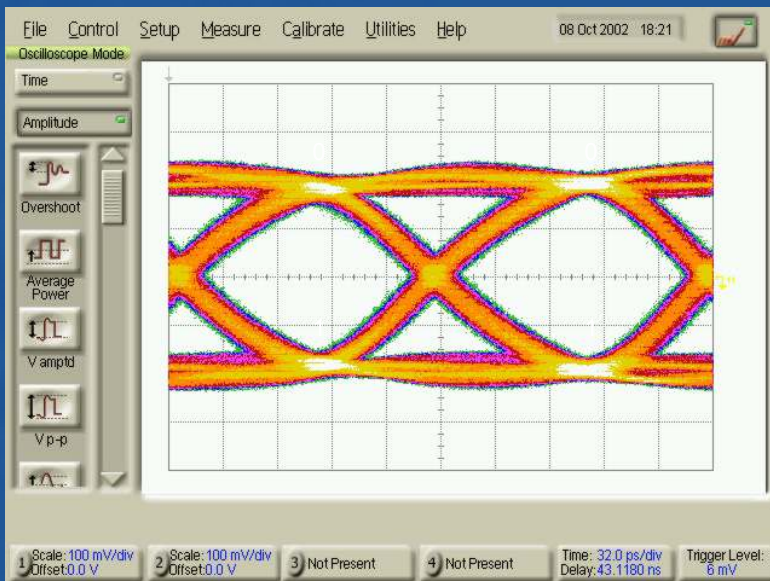 File Control Setup Measure Calibrate Utilities Help 08 Oct 2002 18:21
Oscilloscope Mode
Time
Amplitude
Overshoot
Average
Power
V amptd
V p-p
1 Scale: 100 mV/div
Offset:0.0 V
2 Scale: 100 mV/div
Offset:0.0 V
3 Not Present
4 Not Present
Time: 32.0 ps/div
Delay:43.1180 ns
Trigger Level:
6 mV